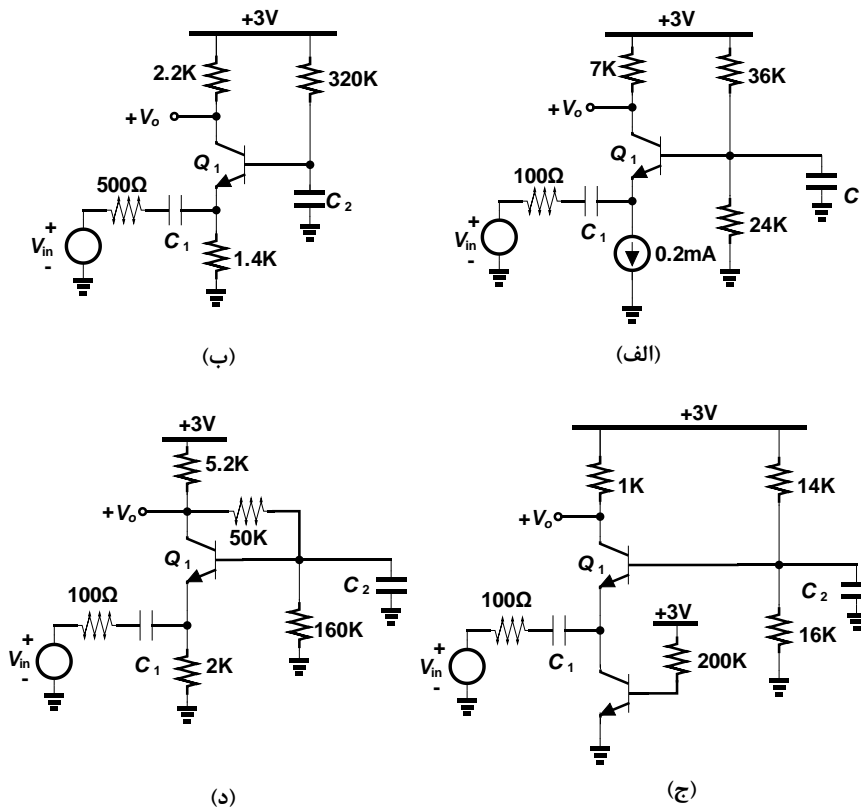 +3V
2.2K
320K
+Vo
Q1
500Ω
C2
+
Vin
-
C1
1.4K
(ب)
+3V
7K
36K
+Vo
Q1
100Ω
C
+
Vin
-
C1
24K
0.2mA
(الف)
+3V
5.2K
+Vo
50K
Q1
C2
100Ω
160K
+
Vin
-
C1
2K
(د)
+3V
1K
14K
+Vo
Q1
C2
100Ω
+3V
16K
+
Vin
-
C1
200K
(ج)